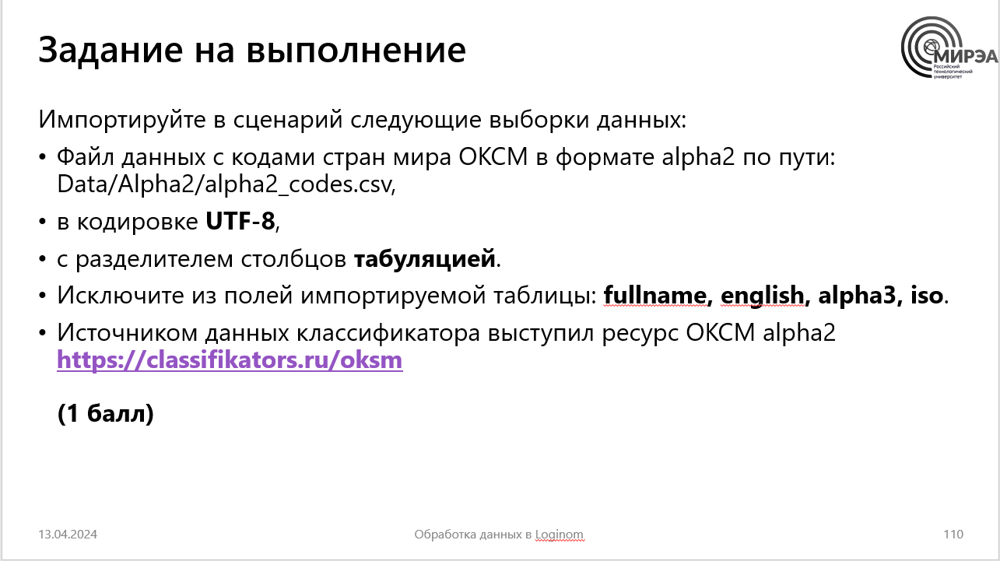 Задание на выполнение
МИРЭА
Российский
технологический
университет
Импортируйте в сценарий следующие выборки данных:
• Файл данных с кодами стран мира ОКСМ в формате alpha2 по пути:
Data/Alpha2/alpha2_codes.csv,
• в кодировке UTF-8,
• с разделителем столбцов табуляцией.
• Исключите из полей импортируемой таблицы: fullname, english, alpha3, iso.
• Источником данных классификатора выступил ресурс ОКСМ alpha2
https://classifikators.ru/oksm
(1 балл)
13.04.2024
Обработка данных в Loginom
110